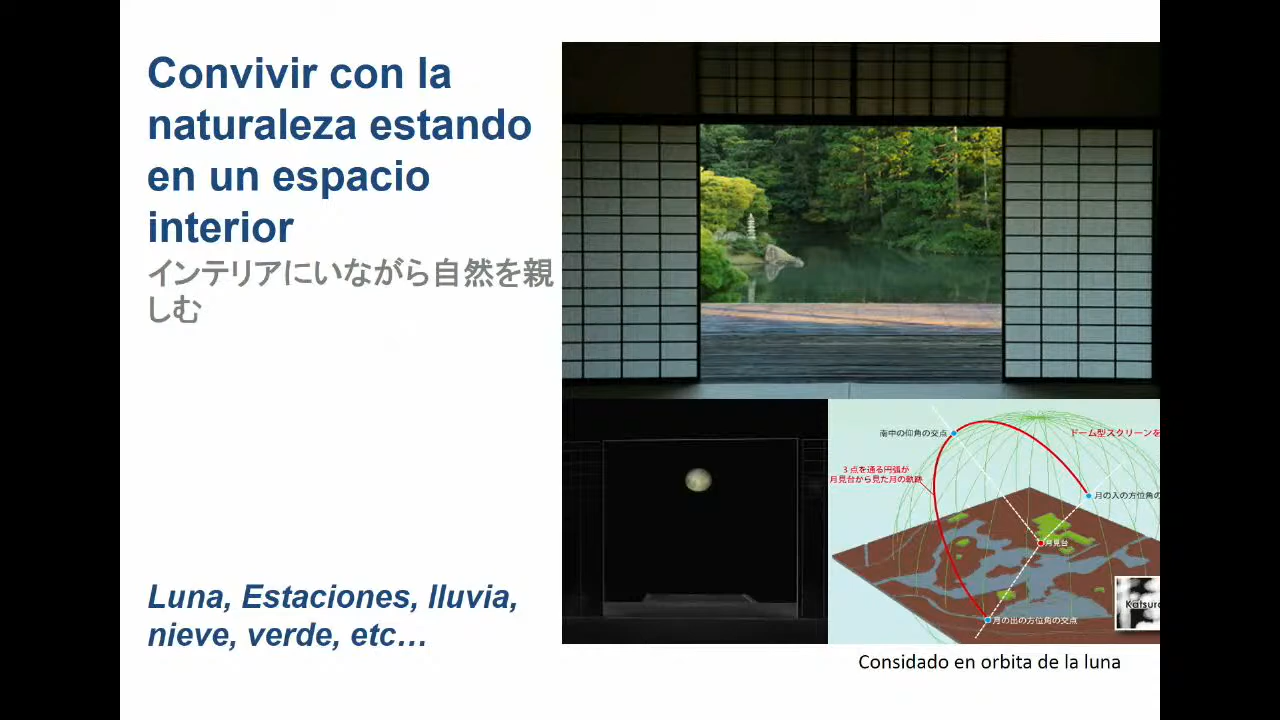 Convivir con la
naturaleza estando
en un espacio
interior
インテリアにいながら自然を親
しむ
Luna, Estaciones, lluvia,
nieve, verde, etc…
南中の仰角の交点
ドーム型スクリーンを
3点を通る円弧が
月見台から見た月の軌跡
月の入の方位角の
月見台
Katsura
月の出の方位角の交点
Considado en orbita de la luna